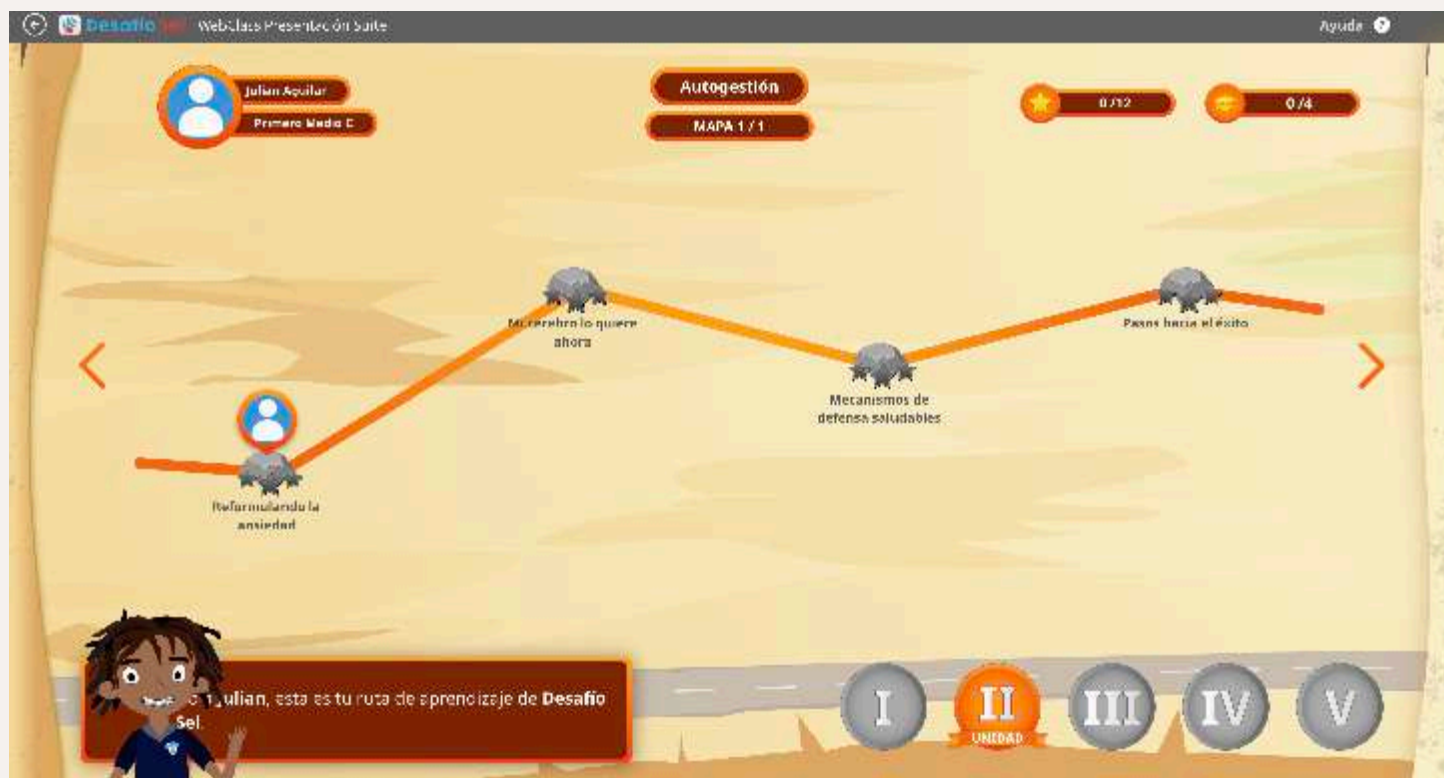 Desafío Sel WebClass Presentación Suite
Ayuda ?
Julian Aguilar
Primero Medio C
Autogestión
MAPA 1 / 1
0 /12
0 /4
Mi cerebro lo quiere
ahora
Pasos hacia el éxito
Mecanismos de
defensa saludables
Reformulando la
ansiedad
Julian, esta es tu ruta de aprendizaje de Desafío
Sel.
I
II
UNIDAD
III
IV
V